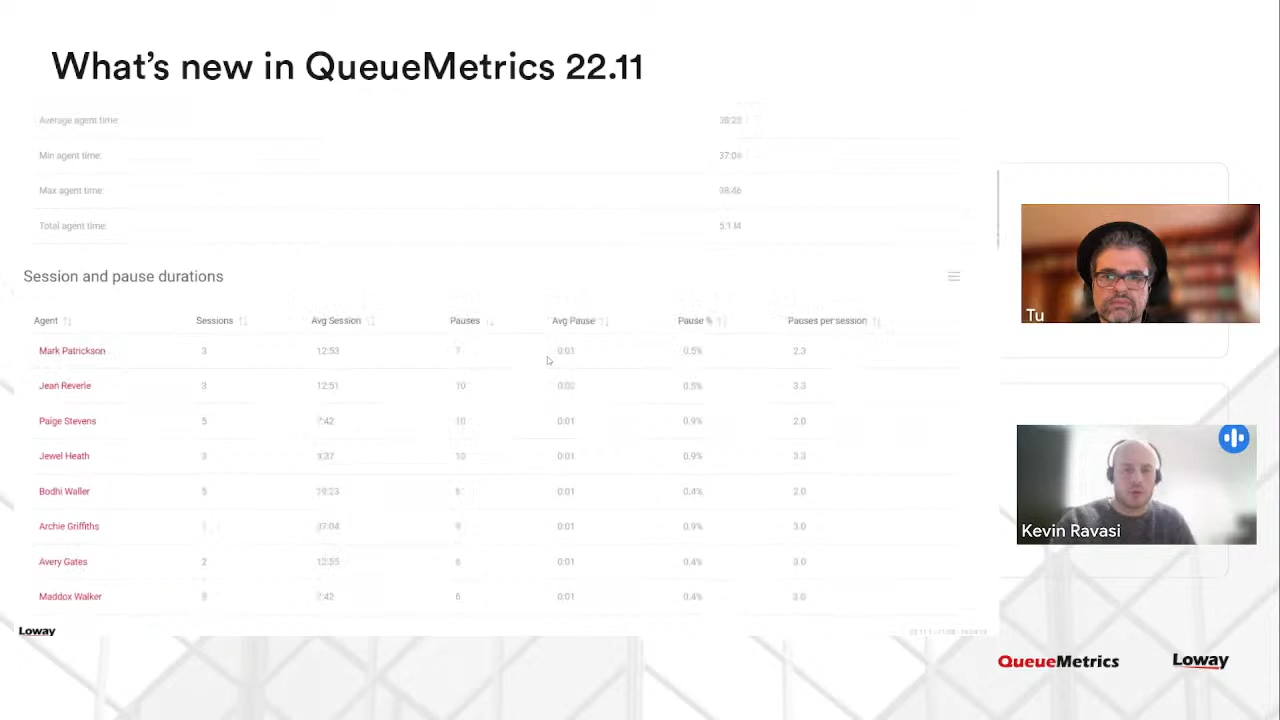 What's new in QueueMetrics 22.11
Average agent time:
Min agent time:
Max agent time:
Total agent time:
Session and pause durations
Agent Sessions Avg Session Pauses Avg Pause Pause % Pauses per session
Mark Patrickson 3 12:53 7 0:01 0.5% 2.3
Jean Reverie 3 12:51 10 0.5% 3.3
Paige Stevens 5 10 0:01 0.9% 2.0
Jewel Heath 3 10 0:01 0.9% 3.3
Bodhi Waller 5 0:01 0.4% 2.0
Archie Griffiths 0:01 0.9% 3.0
Avery Gates 2 12:55 6 0:01 0.4% 3.0
Maddox Walker 6 0:01 0.4% 3.0
Loway
Tu
Kevin Ravasi
QueueMetrics
Loway